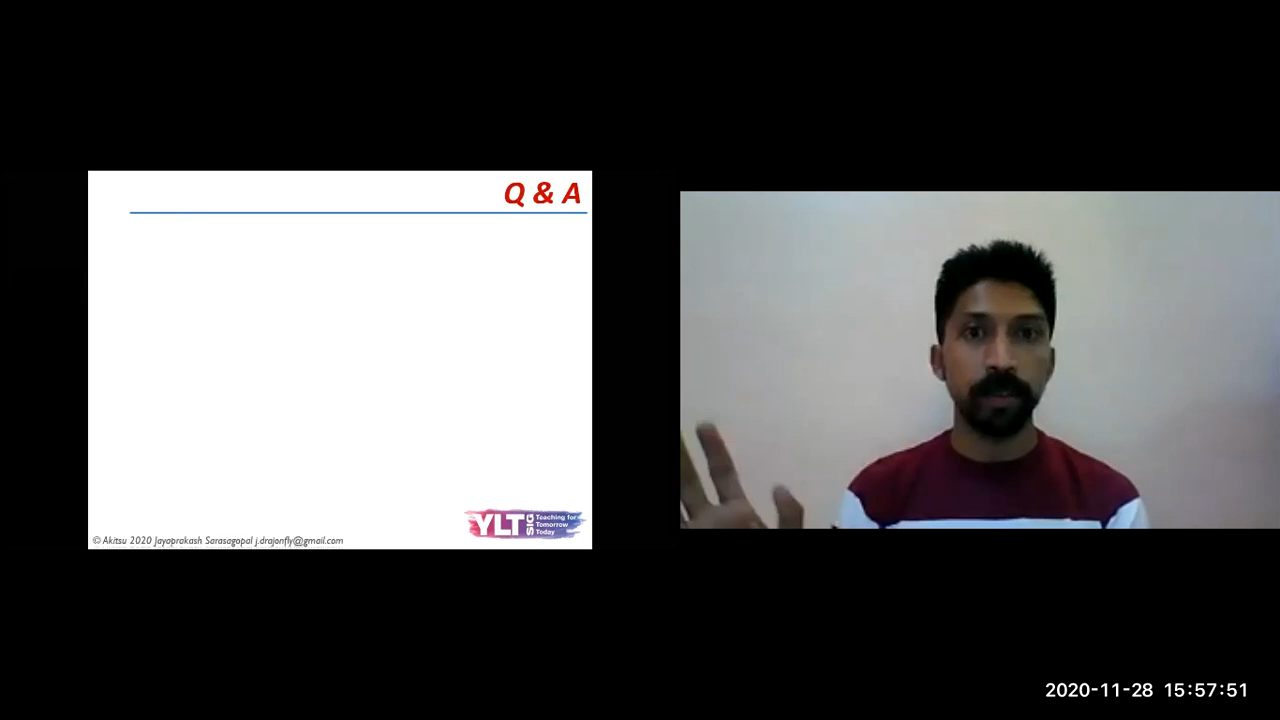 Q & A
YLT
SIG
Teaching for
Tomorrow
Today
© Akitsu 2020 Jayaprakash Sarasagopal j.drajonfly@gmail.com
2020-11-28 15:57:51